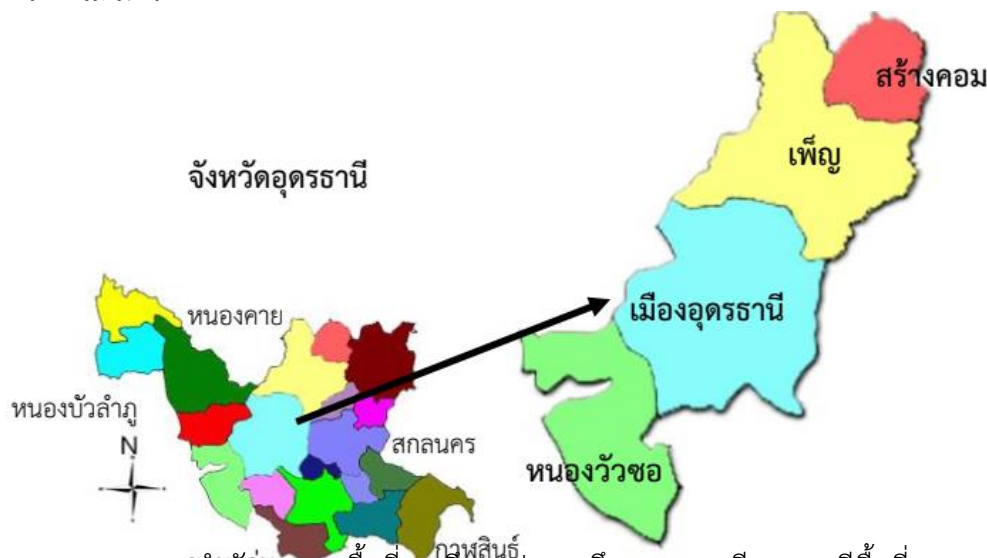 สร้างคอม
เพ็ญ
จังหวัดอุดรธานี
เมืองอุดรธานี
หนองคาย
หนองบัวลำภู
N
สกลนคร
หนองวัวซอ
กาฬสินธุ์